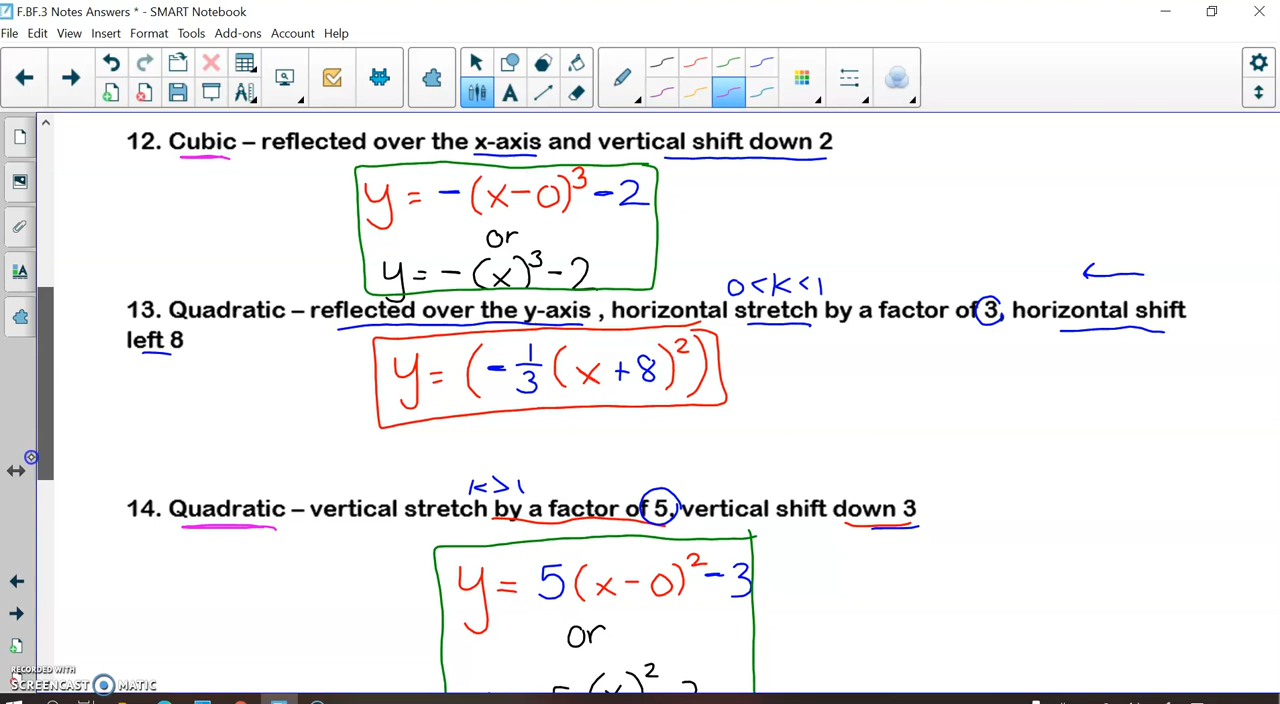 F.BF.3 Notes Answers * - SMART Notebook
File Edit View Insert Format Tools Add-ons Account Help
12. Cubic – reflected over the x-axis and vertical shift down 2
y = -(x-0)³-2
or
y = -(x)³-2
0<K<1
13. Quadratic – reflected over the y-axis , horizontal stretch by a factor of 3, horizontal shift
left 8
y = (-1/3(x+8)²)
K>1
14. Quadratic – vertical stretch by a factor of 5, vertical shift down 3
y = 5(x-0)²-3
or
RECORDED WITH
SCREENCAST MATIC